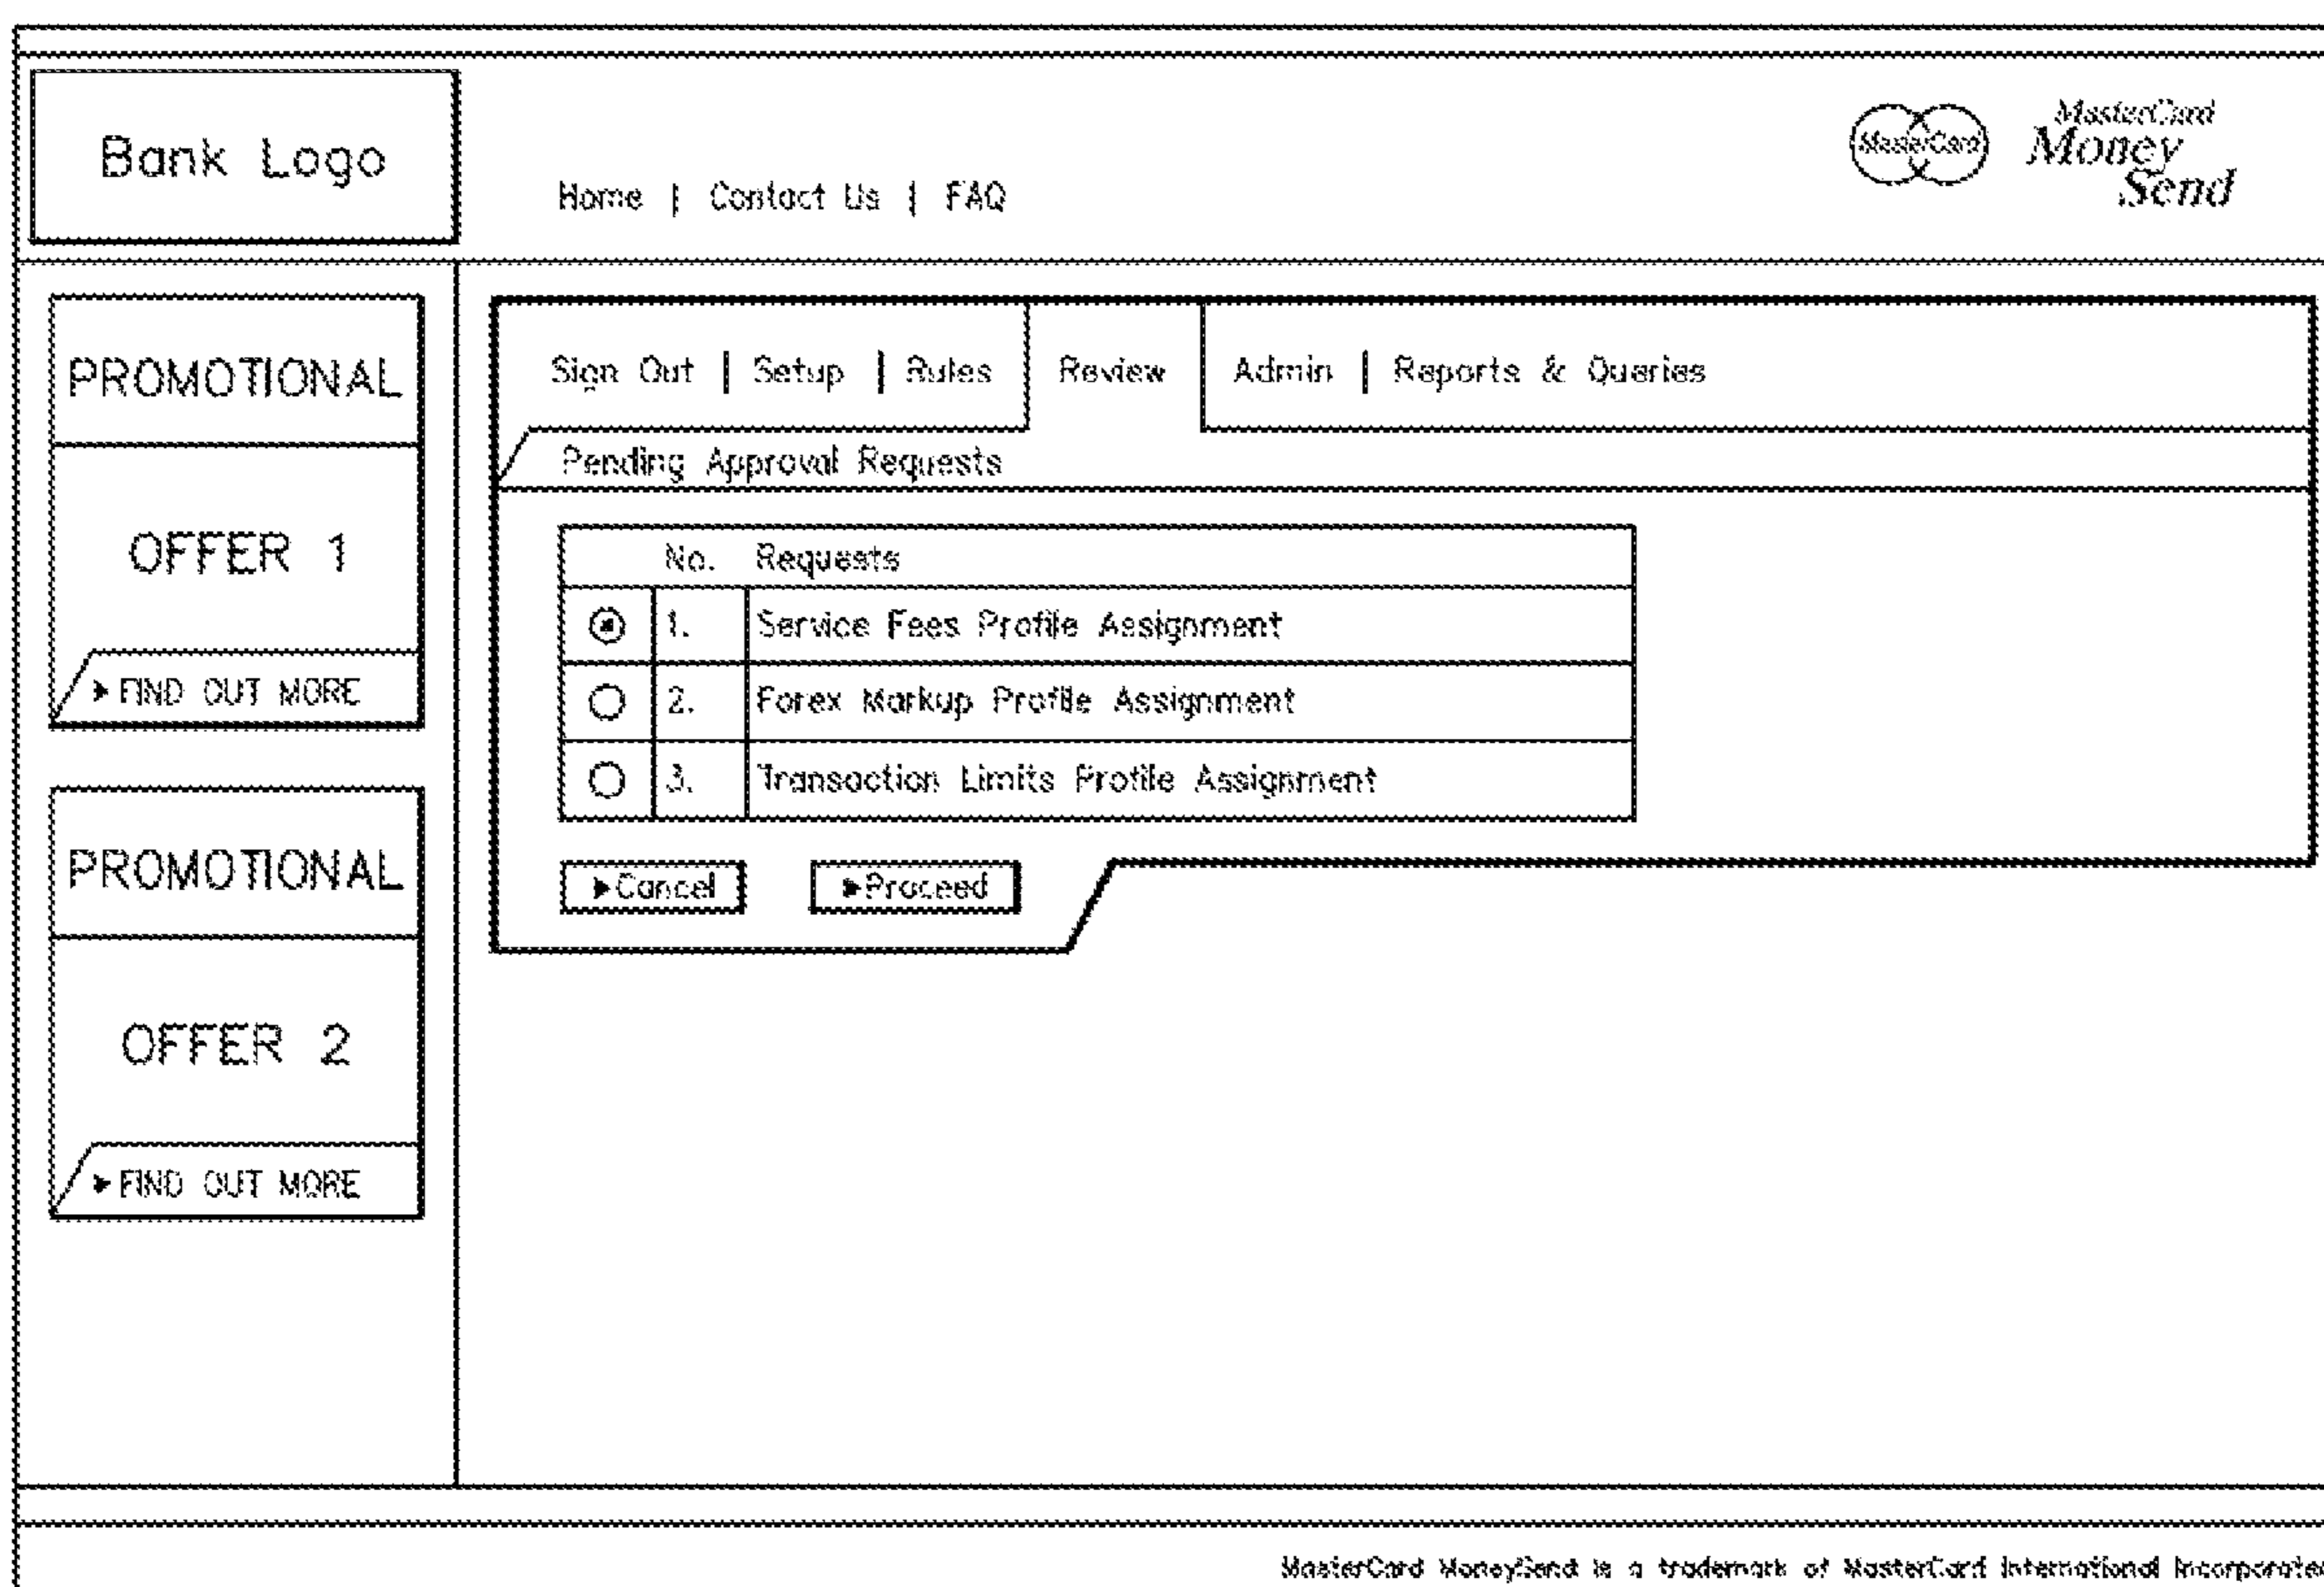 Bank Logo
Home | Contact Us | FAQ
MasterCard
MasterCard
Money
Send
PROMOTIONAL
OFFER 1
FIND OUT MORE
PROMOTIONAL
OFFER 2
FIND OUT MORE
Sign Out | Setup | Rules Review Admin | Reports & Queries
Pending Approval Requests
No. Requests
1. Service Fees Profile Assignment
2. Forex Markup Profile Assignment
3. Transaction Limits Profile Assignment
Cancel Proceed
MasterCard MoneySend is a trademark of MasterCard International Incorporated